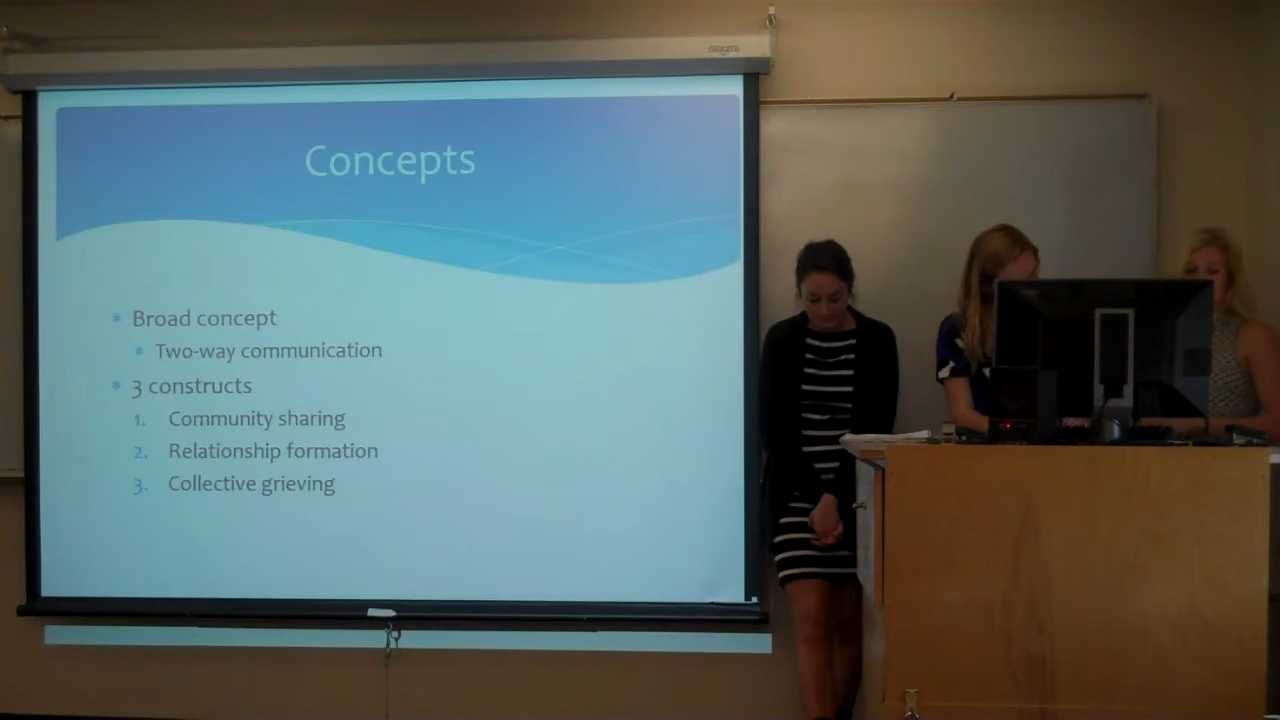 Concepts
* Broad concept
* Two-way communication
* 3 constructs
1. Community sharing
2. Relationship formation
3. Collective grieving